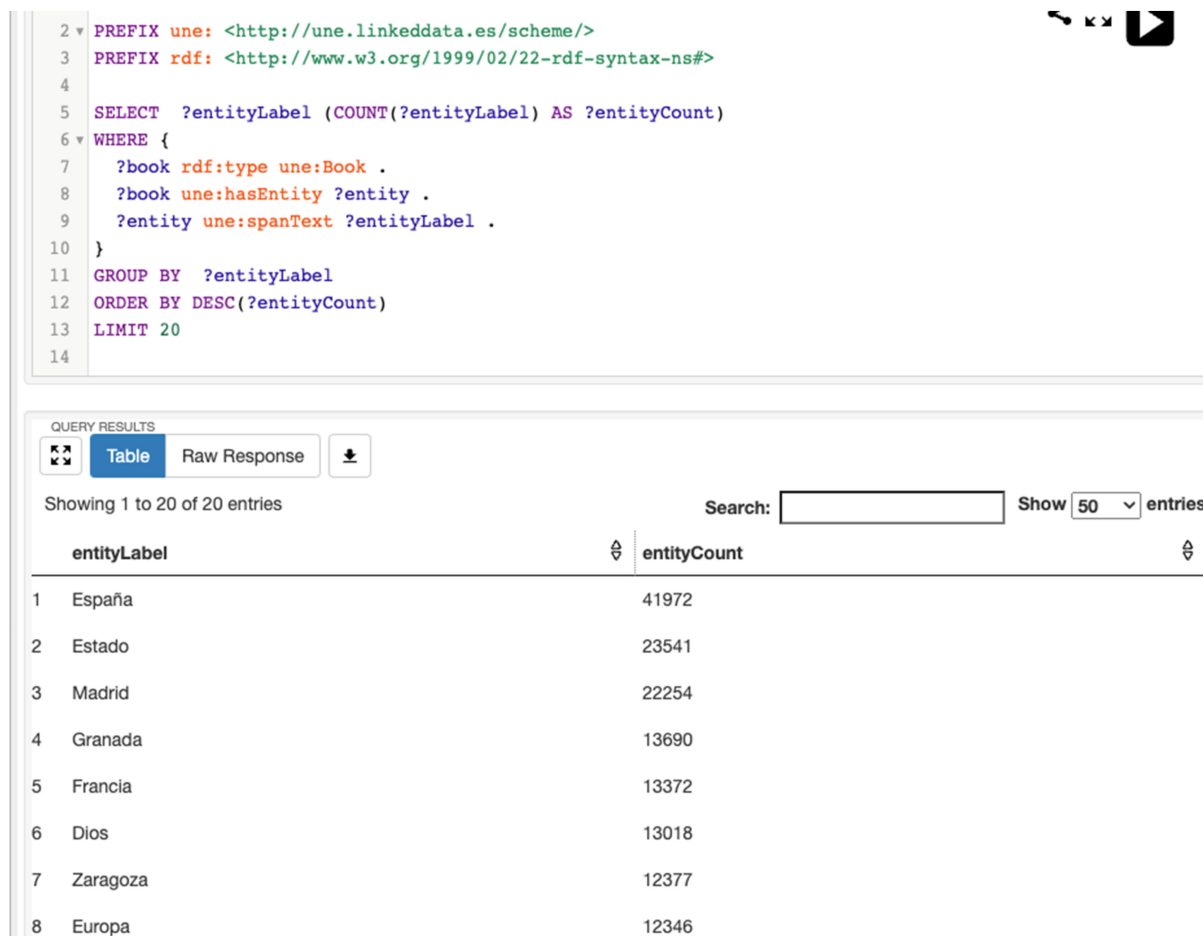 2 PREFIX une: <http://une.linkeddata.es/scheme/>
3 PREFIX rdf: <http://www.w3.org/1999/02/22-rdf-syntax-ns#>
4
5 SELECT  ?entityLabel (COUNT(?entityLabel) AS ?entityCount)
6 WHERE {
7   ?book rdf:type une:Book .
8   ?book une:hasEntity ?entity .
9   ?entity une:spanText ?entityLabel .
10 }
11 GROUP BY  ?entityLabel
12 ORDER BY DESC(?entityCount)
13 LIMIT 20
14
QUERY RESULTS
Table Raw Response
Showing 1 to 20 of 20 entries Search: Show 50 entries
entityLabel entityCount
1 España 41972
2 Estado 23541
3 Madrid 22254
4 Granada 13690
5 Francia 13372
6 Dios 13018
7 Zaragoza 12377
8 Europa 12346